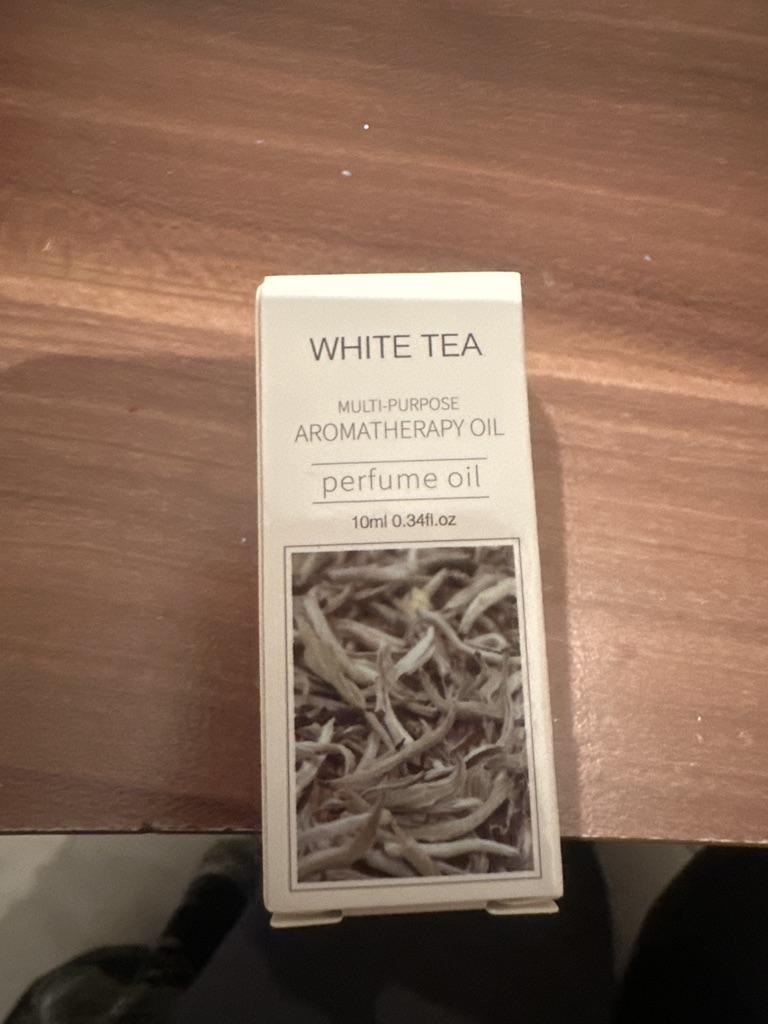 WHITE TEA
MULTI-PURPOSE
AROMATHERAPY OIL
perfume oil
10ml 0.34fl.oz